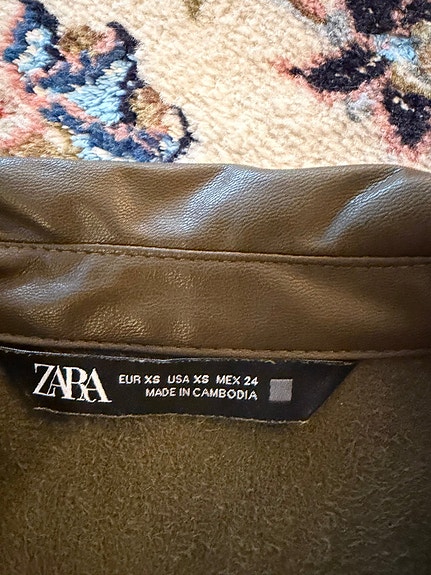 ZARA
EUR XS USA XS MEX 24
MADE IN CAMBODIA